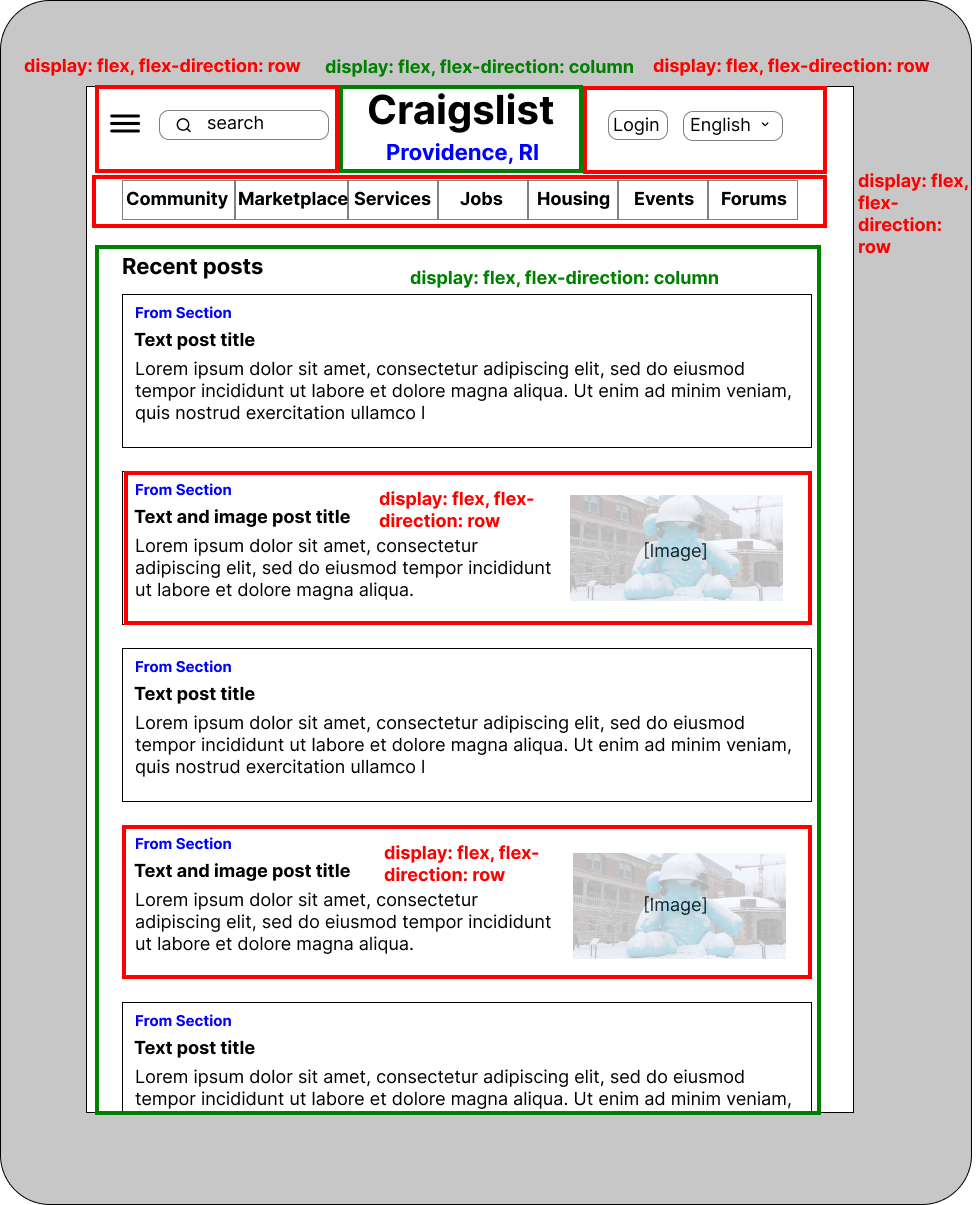 display: flex, flex-direction: row
display: flex, flex-direction: column
display: flex, flex-direction: row
search
Craigslist
Providence, RI
Login
English
display: flex,
flex-
direction:
row
Community
Marketplace
Services
Jobs
Housing
Events
Forums
Recent posts
display: flex, flex-direction: column
From Section
Text post title
Lorem ipsum dolor sit amet, consectetur adipiscing elit, sed do eiusmod
tempor incididunt ut labore et dolore magna aliqua. Ut enim ad minim veniam,
quis nostrud exercitation ullamco l
From Section
Text and image post title
display: flex, flex-
direction: row
Lorem ipsum dolor sit amet, consectetur
adipiscing elit, sed do eiusmod tempor incididunt
ut labore et dolore magna aliqua.
[Image]
From Section
Text post title
Lorem ipsum dolor sit amet, consectetur adipiscing elit, sed do eiusmod
tempor incididunt ut labore et dolore magna aliqua. Ut enim ad minim veniam,
quis nostrud exercitation ullamco l
From Section
Text and image post title
display: flex, flex-
direction: row
Lorem ipsum dolor sit amet, consectetur
adipiscing elit, sed do eiusmod tempor incididunt
ut labore et dolore magna aliqua.
[Image]
From Section
Text post title
Lorem ipsum dolor sit amet, consectetur adipiscing elit, sed do eiusmod
tempor incididunt ut labore et dolore magna aliqua. Ut enim ad minim veniam,